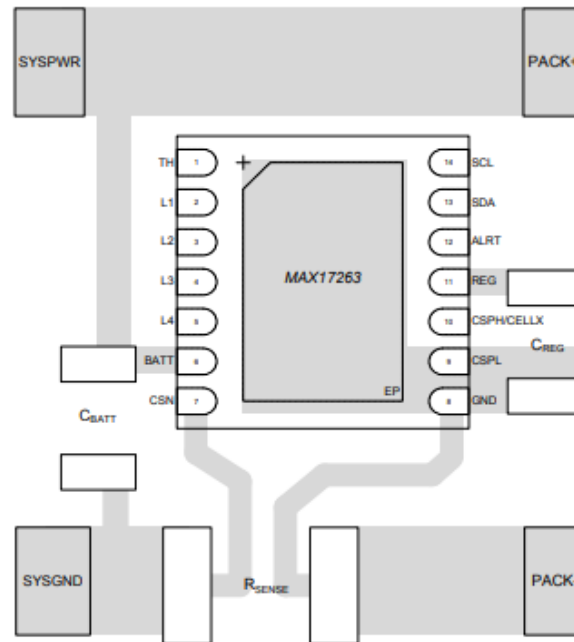 SYSPWR
PACK+
TH 1 14 SCL
L1 2 13 SDA
L2 3 12 ALRT
L3 4 MAX17263 11 REG
L4 5 10 CSPH/CELLX
BATT 6 9 CSPL CREG
EP
CSN 7 8 GND
CBATT
SYSGND
RSENSE
PACK